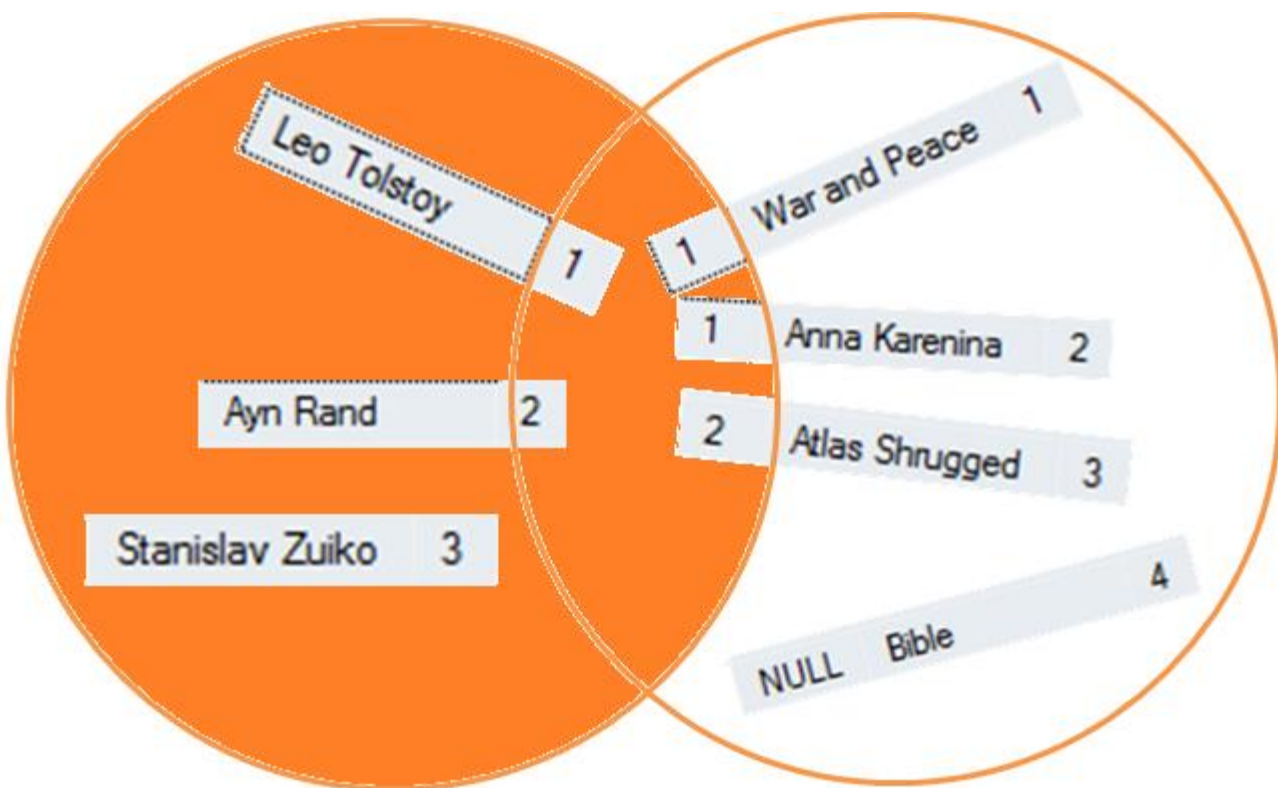 Leo Tolstoy 1
Ayn Rand 2
Stanislav Zuiko 3
1 War and Peace 1
1 Anna Karenina 2
2 Atlas Shrugged 3
NULL Bible 4